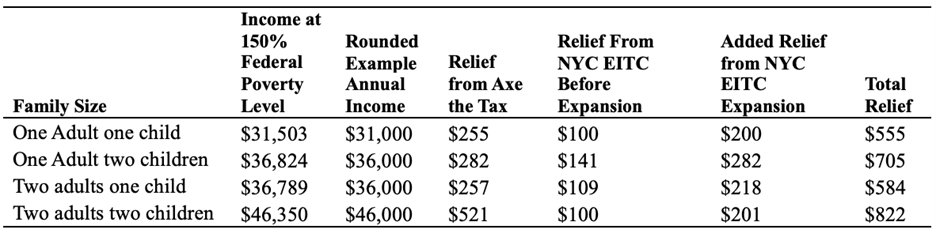 Income at
150% Rounded Relief From Added Relief
Federal Example Relief NYC EITC from NYC
Poverty Annual from Axe Before EITC Total
Family Size Level Income the Tax Expansion Expansion Relief
One Adult one child $31,503 $31,000 $255 $100 $200 $555
One Adult two children $36,824 $36,000 $282 $141 $282 $705
Two adults one child $36,789 $36,000 $257 $109 $218 $584
Two adults two children $46,350 $46,000 $521 $100 $201 $822